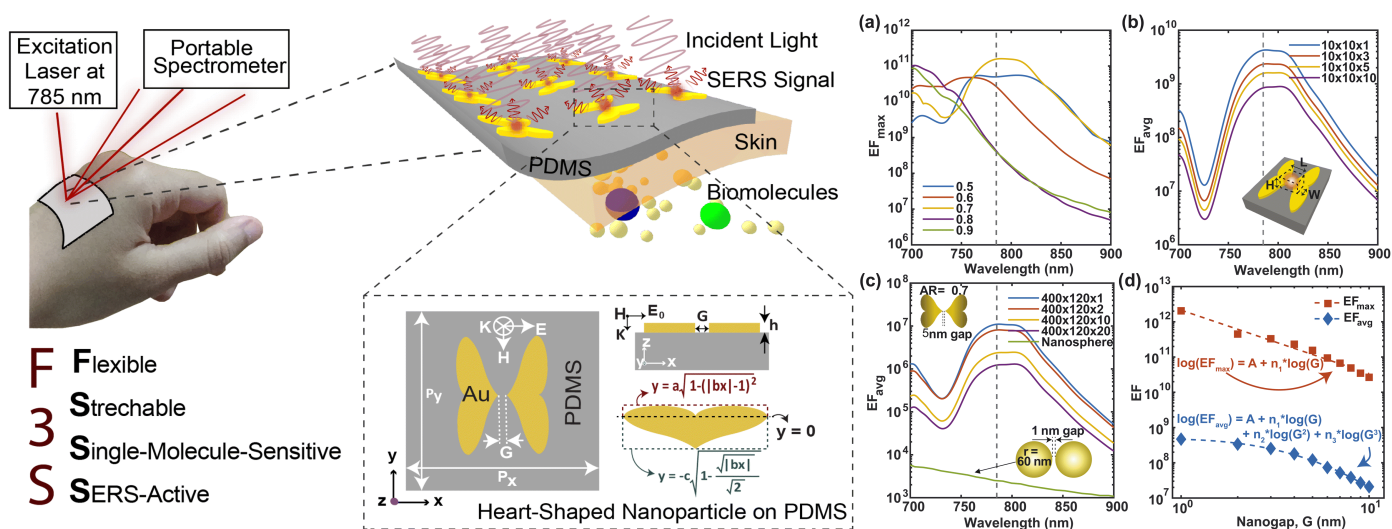 Excitation
Laser at
785 nm
Portable
Spectrometer
Incident Light
SERS Signal
Skin
PDMS
Biomolecules
F Flexible
3 Strechable
Single-Molecule-Sensitive
S SERS-Active
K E
H
Au
PDMS
G
Py
Px
y
z x
H E0
K
G
h
z
y x
y = a√1-(|bx|-1)²
y = 0
y = -c√1-√|bx|/√2
Heart-Shaped Nanoparticle on PDMS
(a)
EFmax
10¹²
10¹¹
10¹⁰
10⁹
10⁸
10⁷
10⁶
0.5
0.6
0.7
0.8
0.9
700 750 800 850 900
Wavelength (nm)
(b)
EFavg
10¹⁰
10⁹
10⁸
10⁷
10⁶
10x10x1
10x10x3
10x10x5
10x10x10
L
H
W
700 750 800 850 900
Wavelength (nm)
(c)
EFavg
10⁸
10⁷
10⁶
10⁵
10⁴
10³
AR= 0.7
5nm gap
400x120x1
400x120x2
400x120x10
400x120x20
Nanosphere
1 nm gap
r =
60 nm
700 750 800 850 900
Wavelength (nm)
(d)
EF
10¹³
10¹²
10¹¹
10¹⁰
10⁹
10⁸
10⁷
EFmax
EFavg
log(EFmax) = A + n1*log(G)
log(EFavg) = A + n1*log(G)
+ n2*log(G²) + n3*log(G³)
10⁰ 10¹
Nanogap, G (nm)